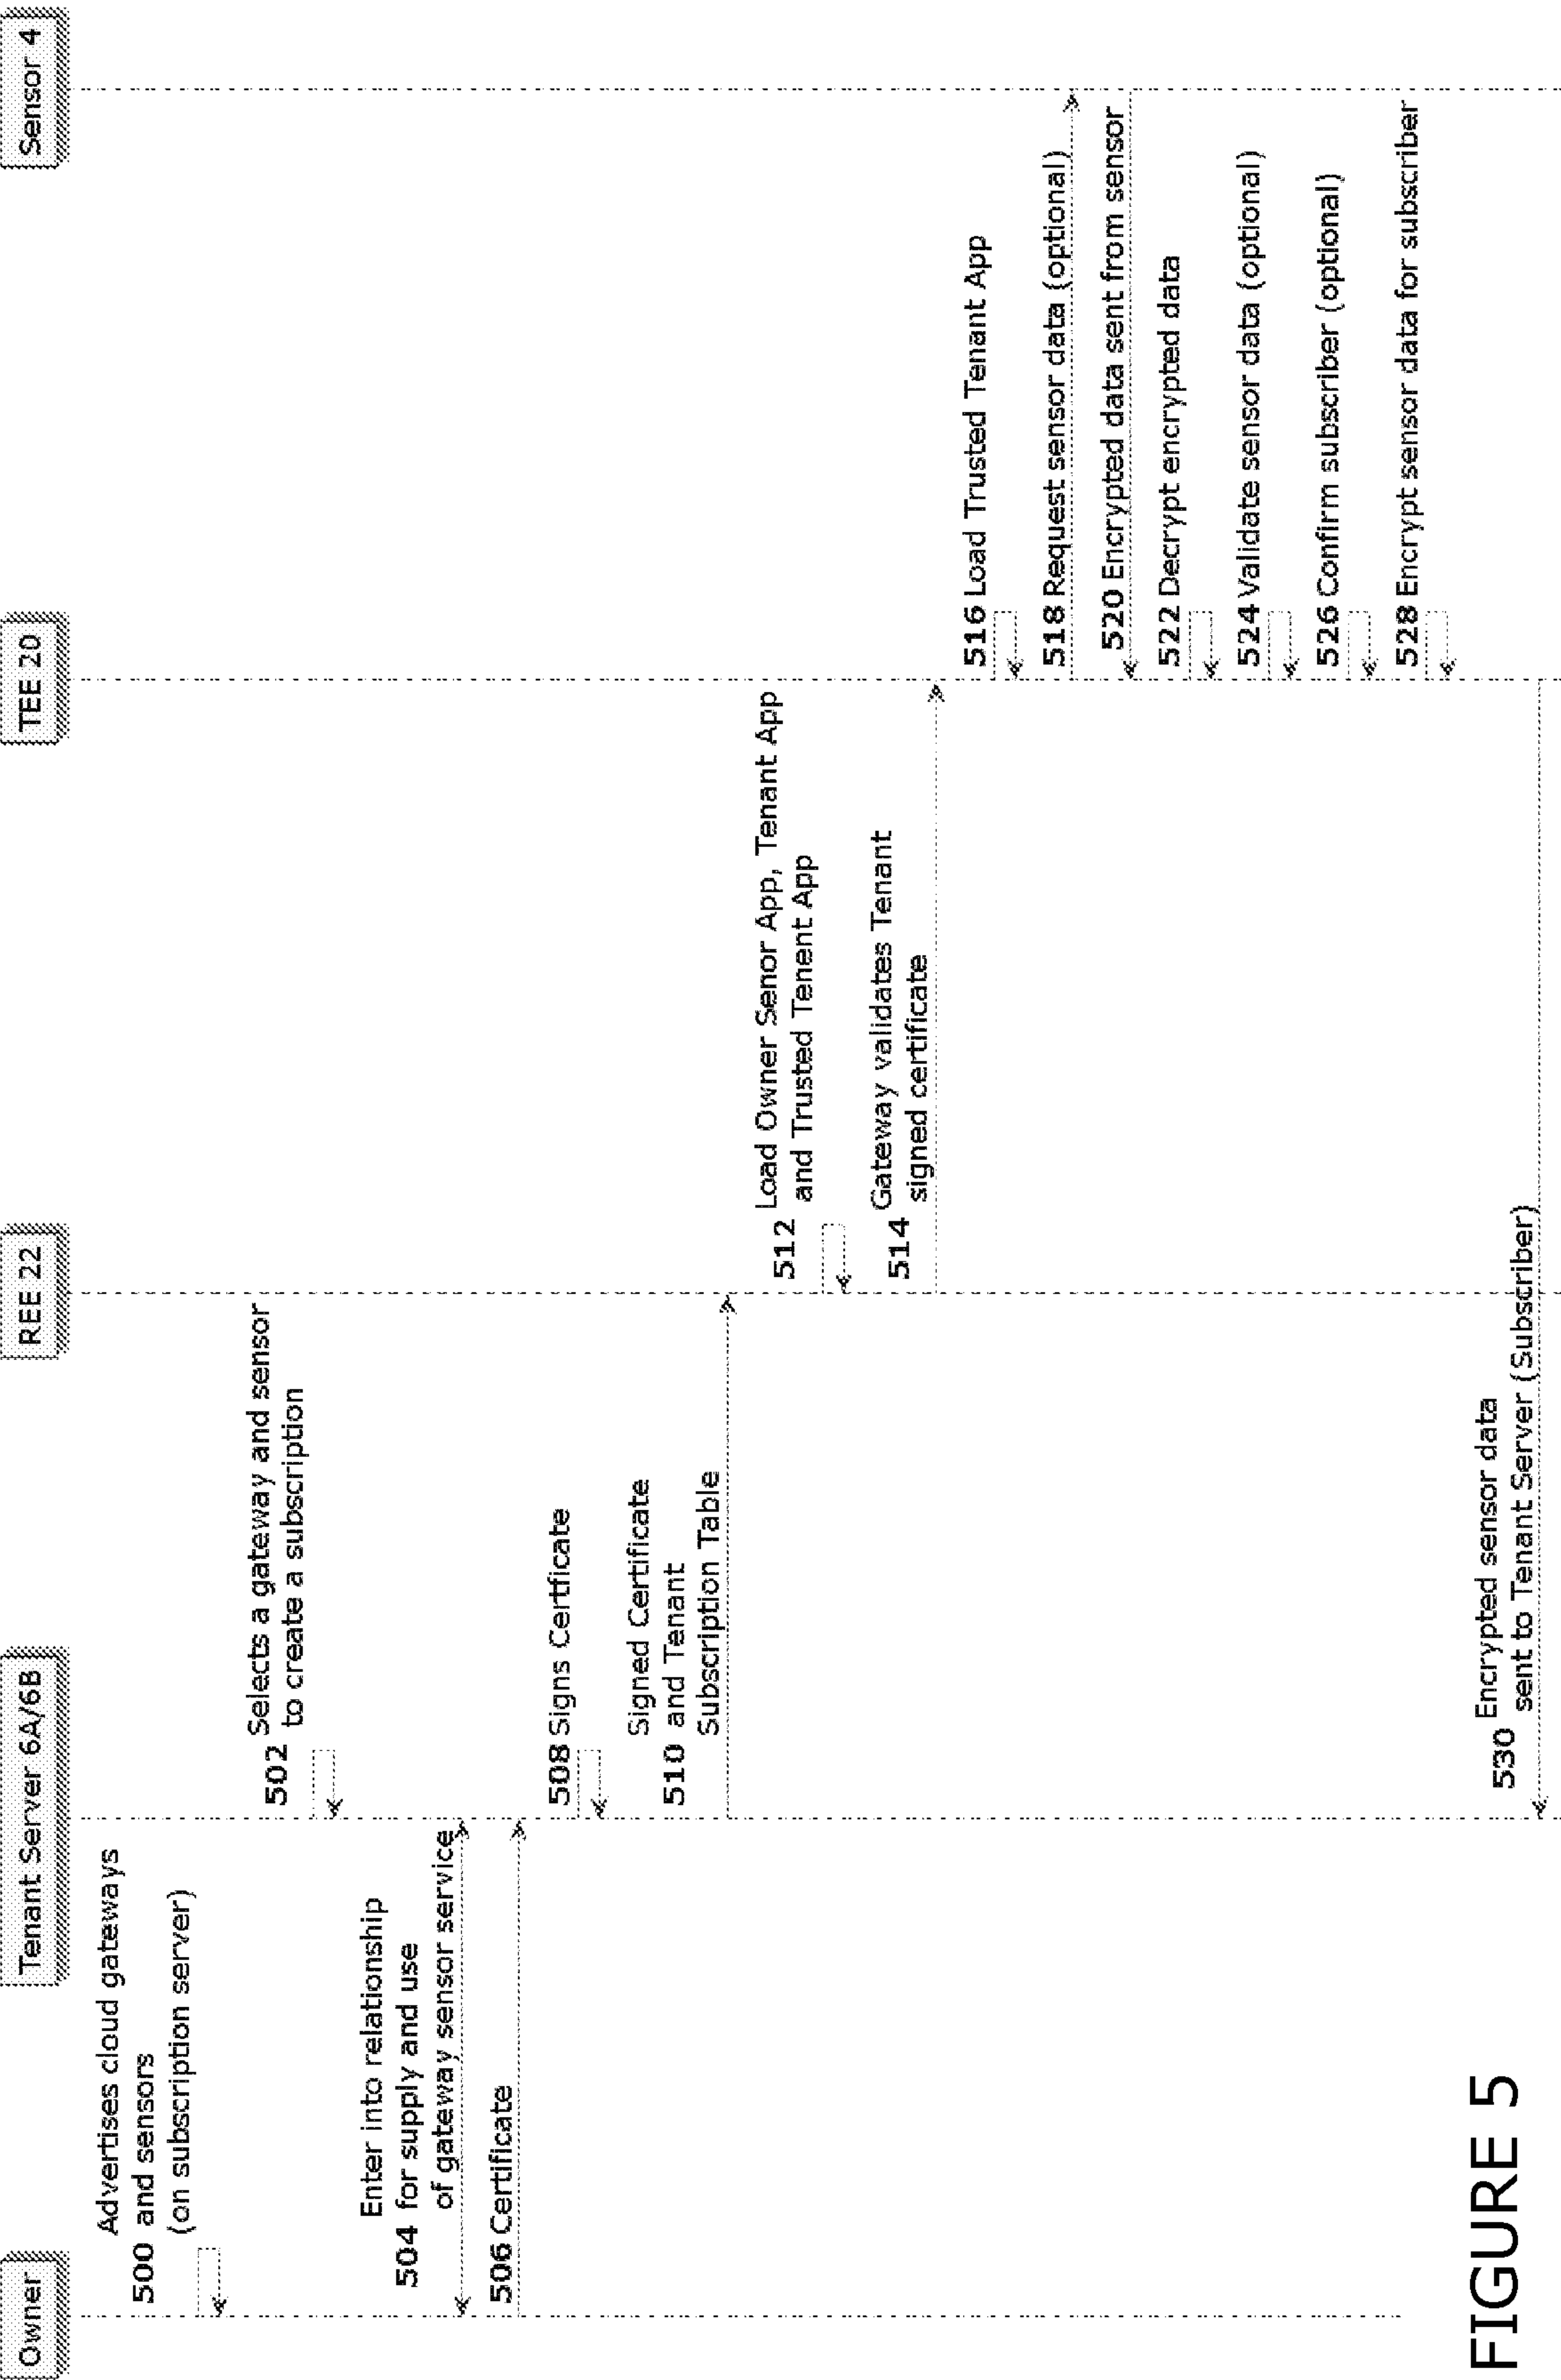 Owner
Tenant Server 6A/6B
REE 22
TEE 20
Sensor 4
Advertises cloud gateways
500 and sensors
(on subscription server)
502 Selects a gateway and sensor
to create a subscription
Enter into relationship
504 for supply and use
of gateway sensor service
506 Certificate
508 Signs Certficate
Signed Certificate
510 and Tenant
Subscription Table
512 Load Owner Senor App, Tenant App
and Trusted Tenent App
514 Gateway validates Tenant
signed certificate
516 Load Trusted Tenant App
518 Request sensor data (optional)
520 Encrypted data sent from sensor
522 Decrypt encrypted data
524 Validate sensor data (optional)
526 Confirm subscriber (optional)
528 Encrypt sensor data for subscriber
530 Encrypted sensor data
sent to Tenant Server (Subscriber)
FIGURE 5